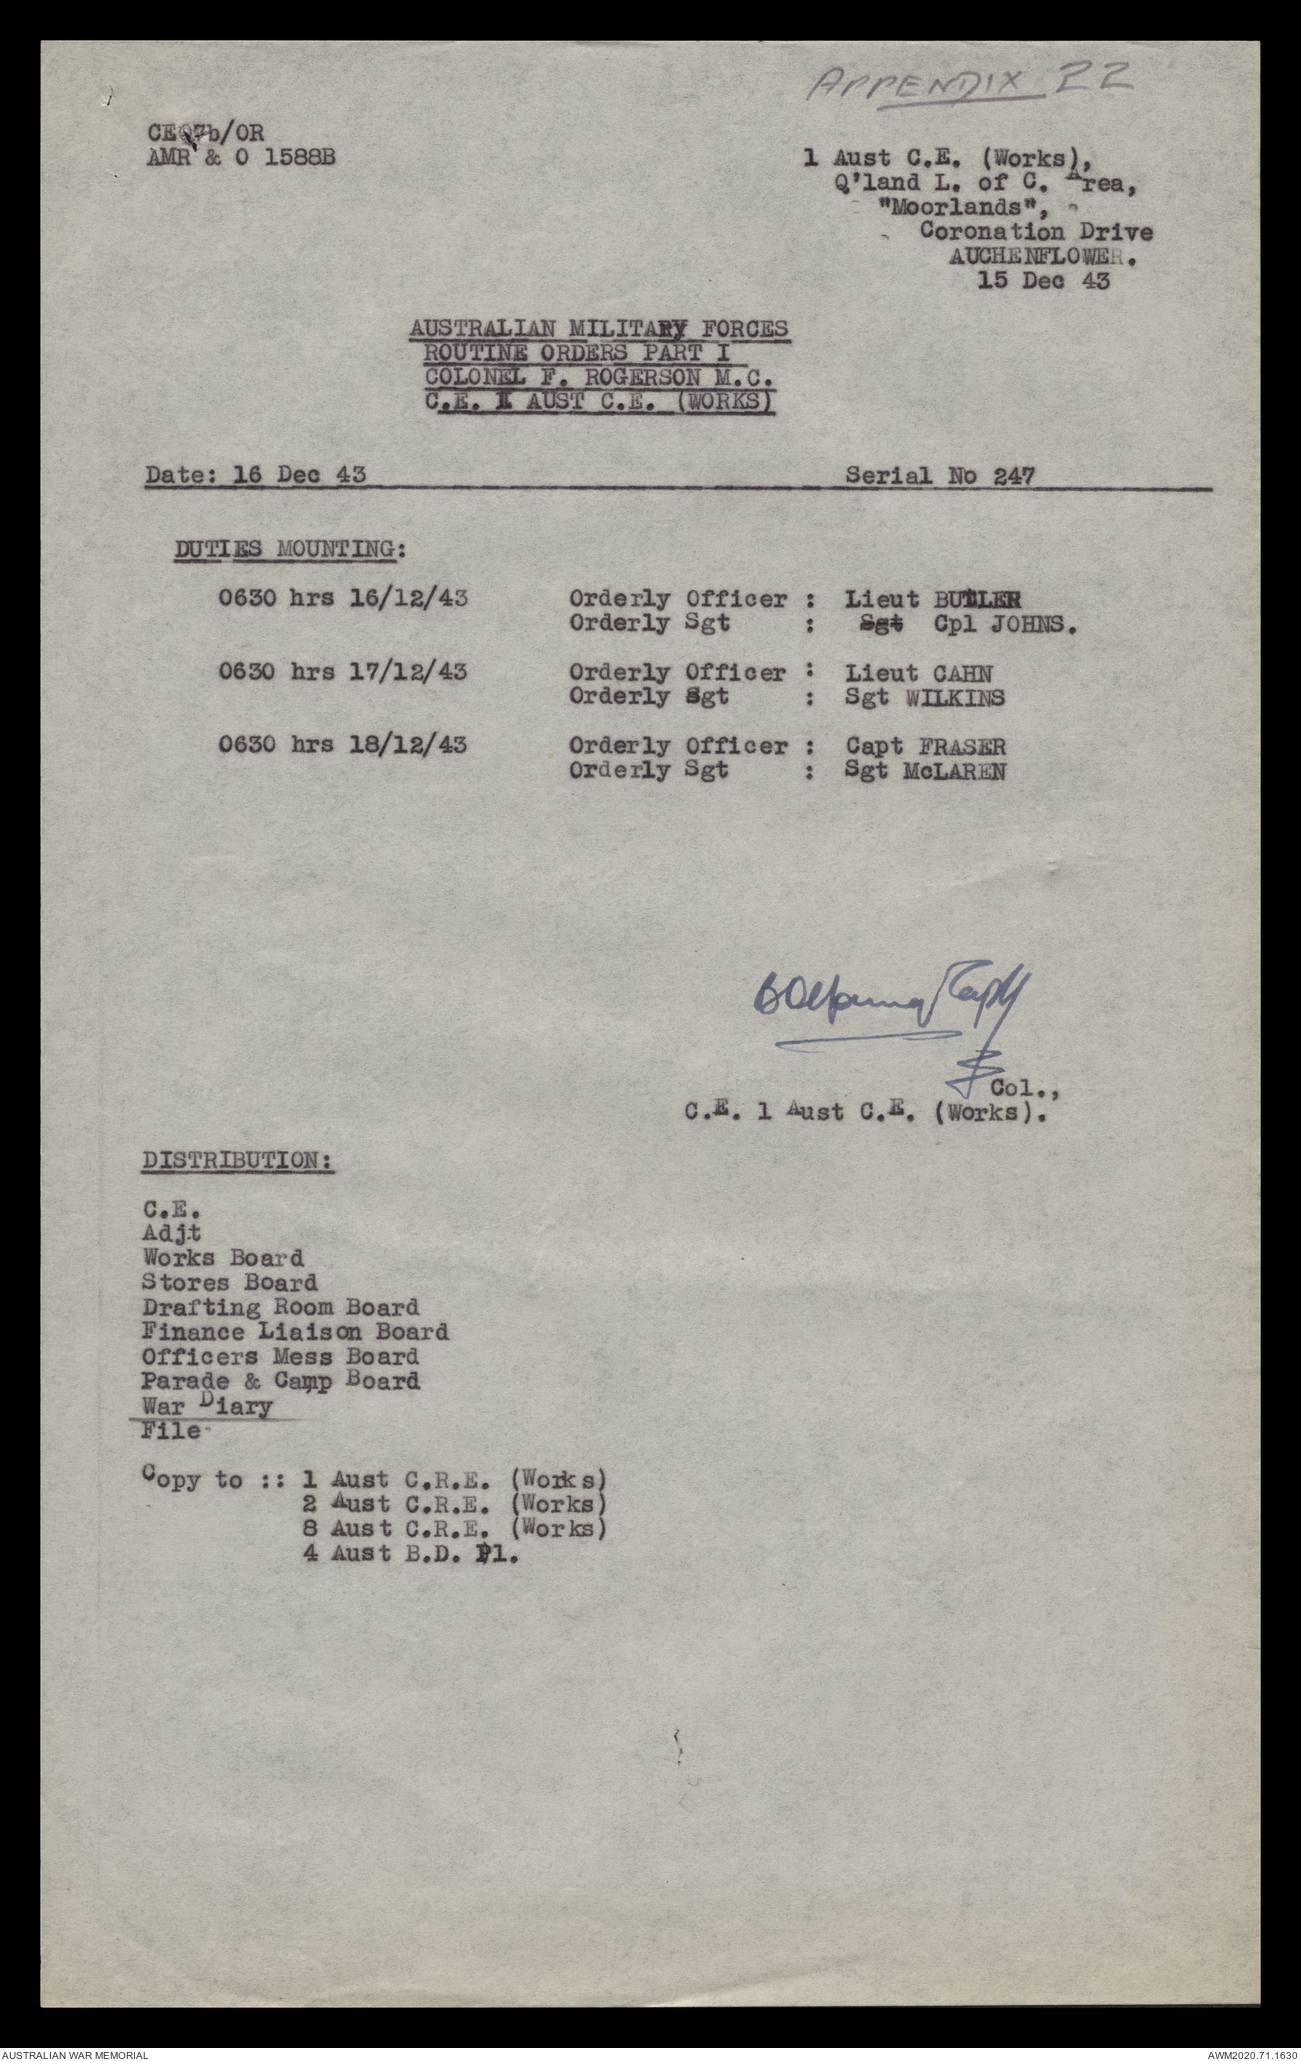 APPENDIX 22
CE 7b/OR
AMR & O 1588B
1 Aust C.E. (Works),
Q'land L. of C. Area,
"Moorlands",
Coronation Drive
AUCHENFLOWER.
15 Dec 43
AUSTRALIAN MILITARY FORCES
ROUTINE ORDERS PART I
COLONEL F. ROGERSON M.C.
C.E. 1 AUST C.E. (WORKS)
Date: 16 Dec 43 Serial No 247
DUTIES MOUNTING:
0630 hrs 16/12/43 Orderly Officer : Lieut BUTLER
Orderly Sgt : Sgt Cpl JOHNS.
0630 hrs 17/12/43 Orderly Officer : Lieut CAHN
Orderly Sgt : Sgt WILKINS
0630 hrs 18/12/43 Orderly Officer : Capt FRASER
Orderly Sgt : Sgt McLAREN
Capt
Col.,
C.E. 1 Aust C.E. (Works).
DISTRIBUTION:
C.E.
Adjt
Works Board
Stores Board
Drafting Room Board
Finance Liaison Board
Officers Mess Board
Parade & Camp Board
War Diary
File
Copy to :: 1 Aust C.R.E. (Works)
2 Aust C.R.E. (Works)
8 Aust C.R.E. (Works)
4 Aust B.D. Pl.
AUSTRALIAN WAR MEMORIAL AWM2020.71.1630